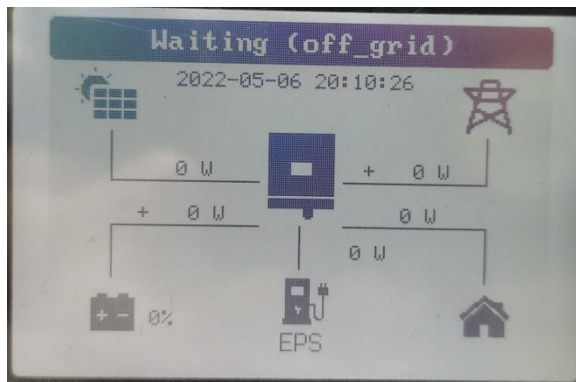 Waiting (off_grid)
2022-05-06 20:10:26
0 W
+ 0 W
+ 0 W
0 W
0 W
+ -
0%
EPS